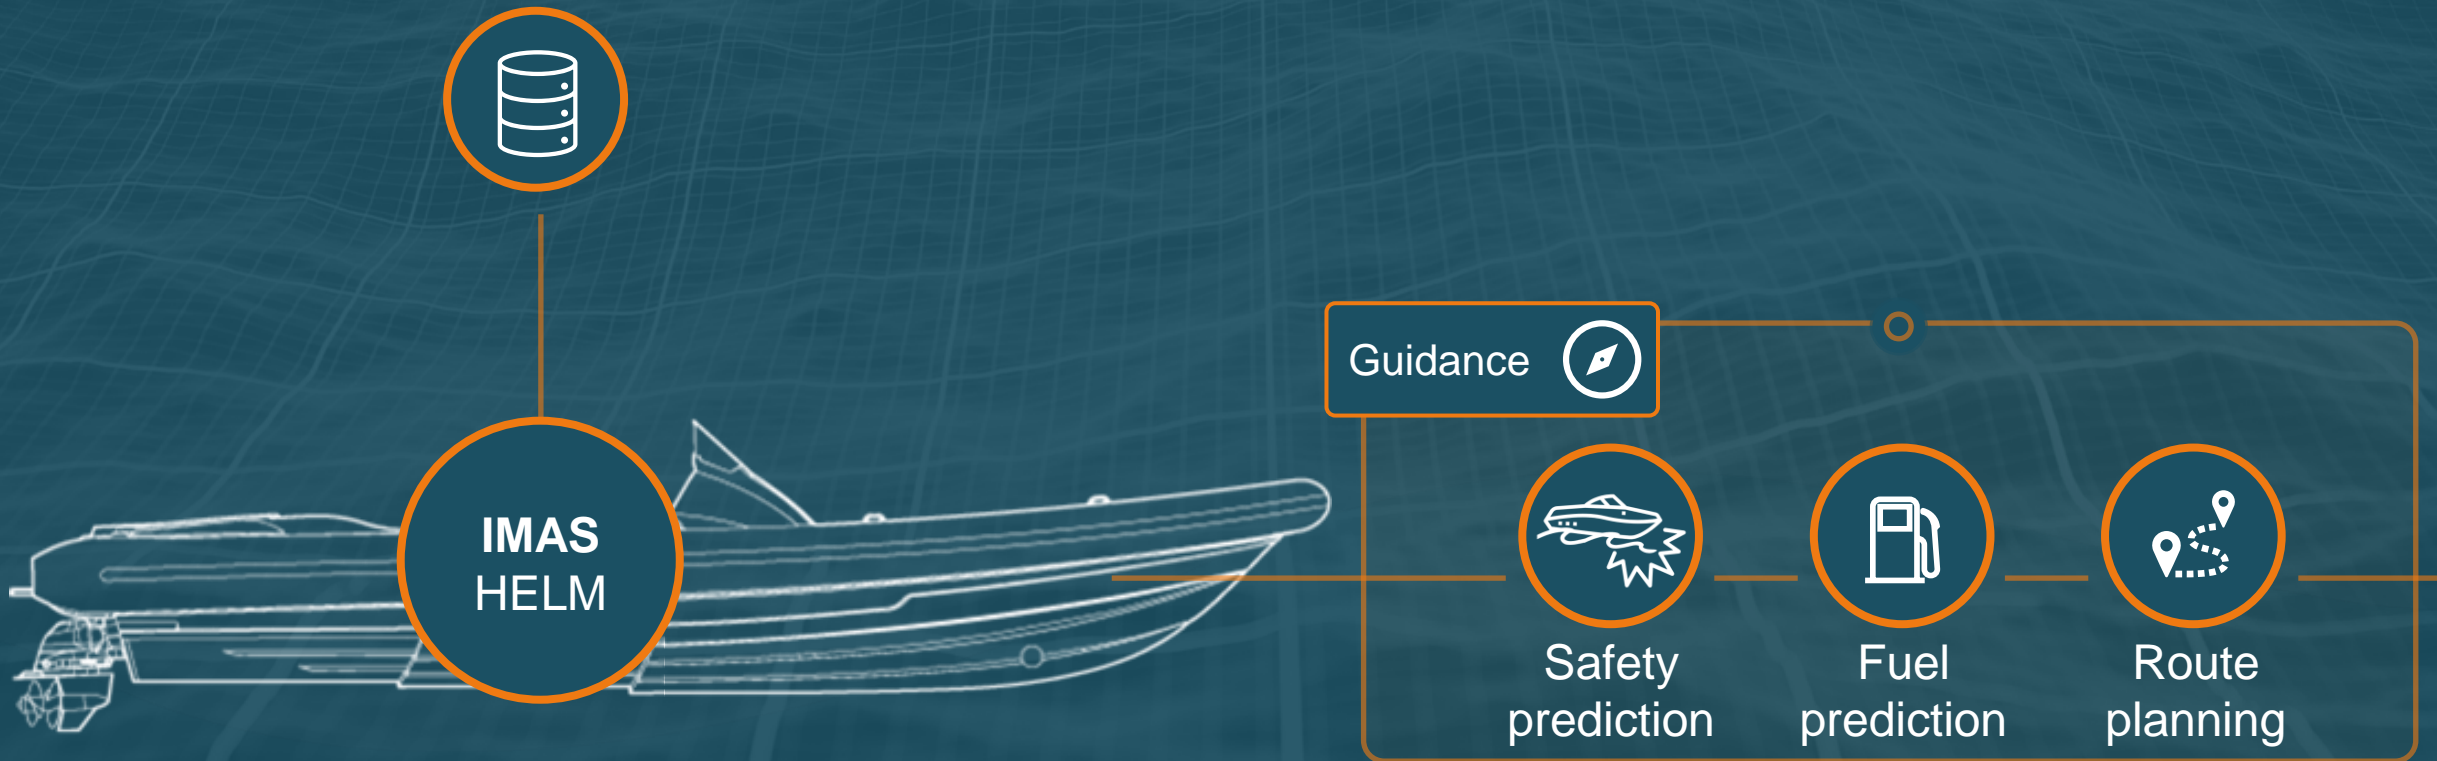 IMAS
HELM
Guidance
Safety
prediction
Fuel
prediction
Route
planning